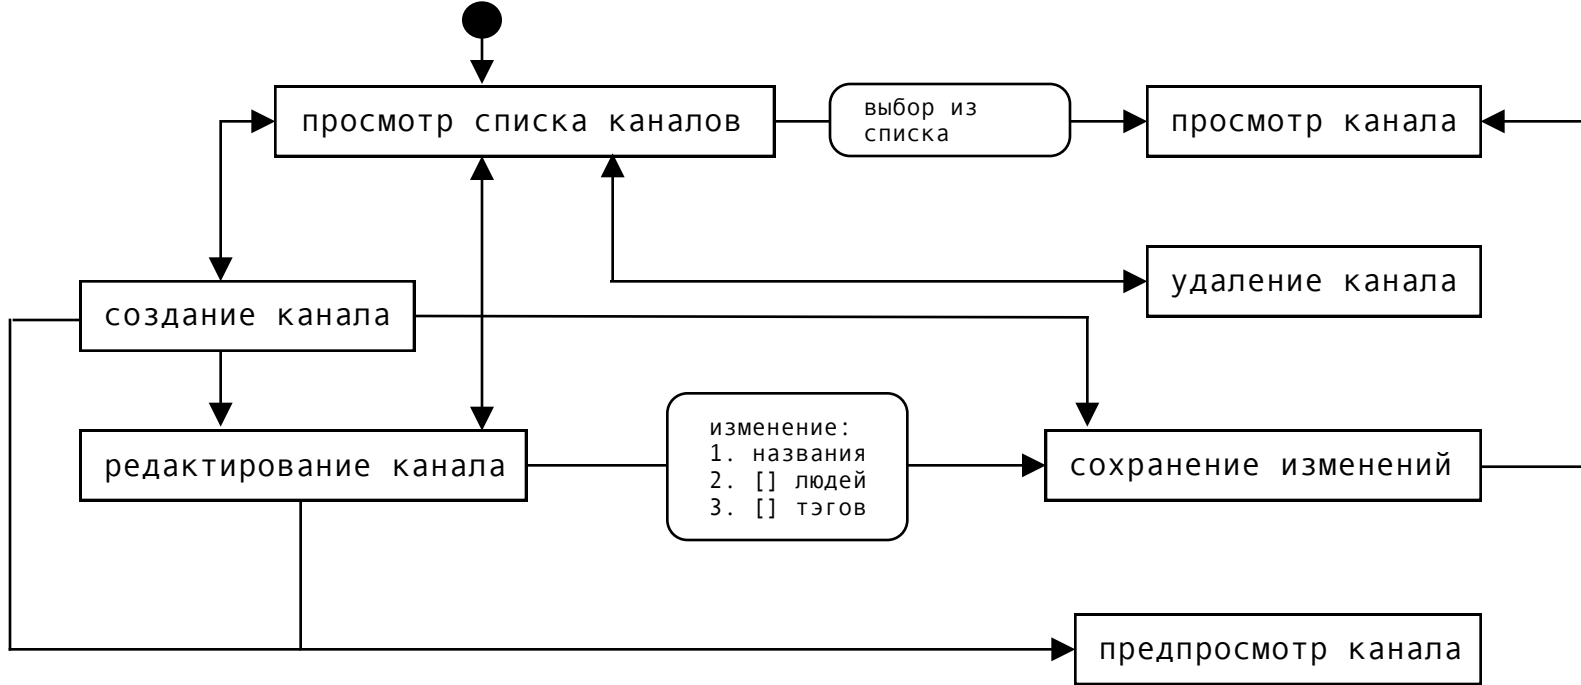 просмотр списка каналов
выбор из
списка
просмотр канала
удаление канала
создание канала
изменение:
1. названия
2. [] людей
3. [] тэгов
редактирование канала
сохранение изменений
предпросмотр канала